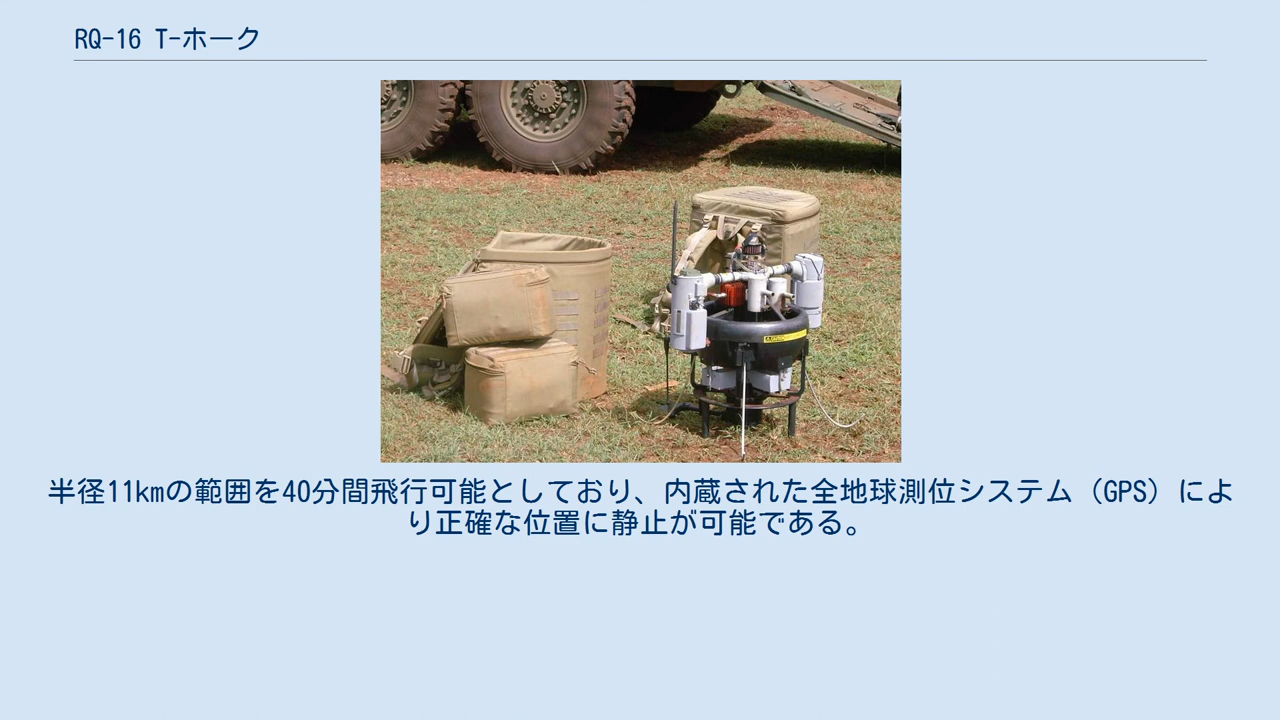 RQ-16 T-ホーク
半径11kmの範囲を40分間飛行可能としており、内蔵された全地球測位システム（GPS）によ
り正確な位置に静止が可能である。